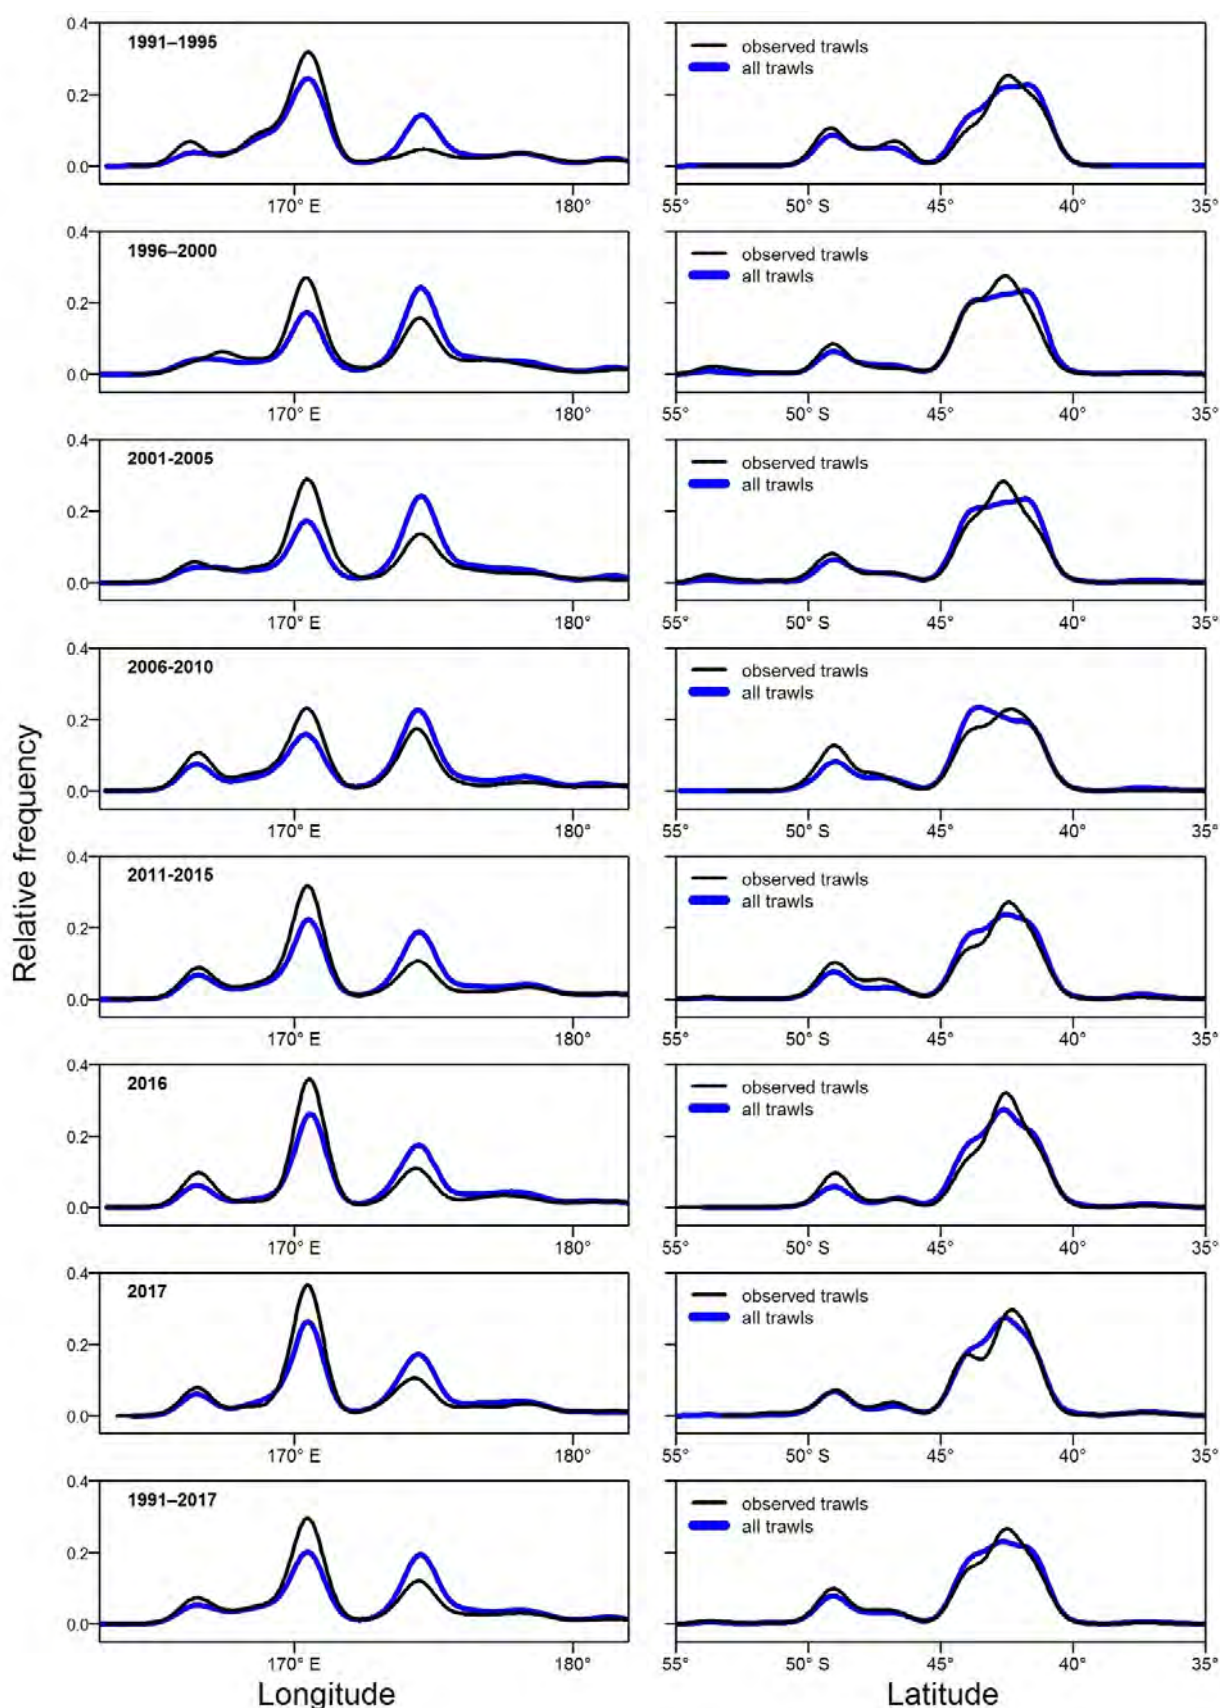 1991–1995
observed trawls
all trawls
0.4
0.2
0.0
170° E
180°
55°
50° S
45°
40°
35°
1996–2000
observed trawls
all trawls
0.4
0.2
0.0
170° E
180°
55°
50° S
45°
40°
35°
2001-2005
observed trawls
all trawls
0.4
0.2
0.0
170° E
180°
55°
50° S
45°
40°
35°
2006-2010
observed trawls
all trawls
0.4
0.2
0.0
170° E
180°
55°
50° S
45°
40°
35°
Relative frequency
2011-2015
observed trawls
all trawls
0.4
0.2
0.0
170° E
180°
55°
50° S
45°
40°
35°
2016
observed trawls
all trawls
0.4
0.2
0.0
170° E
180°
55°
50° S
45°
40°
35°
2017
observed trawls
all trawls
0.4
0.2
0.0
170° E
180°
55°
50° S
45°
40°
35°
1991–2017
observed trawls
all trawls
0.4
0.2
0.0
170° E
180°
55°
50° S
45°
40°
35°
Longitude
Latitude